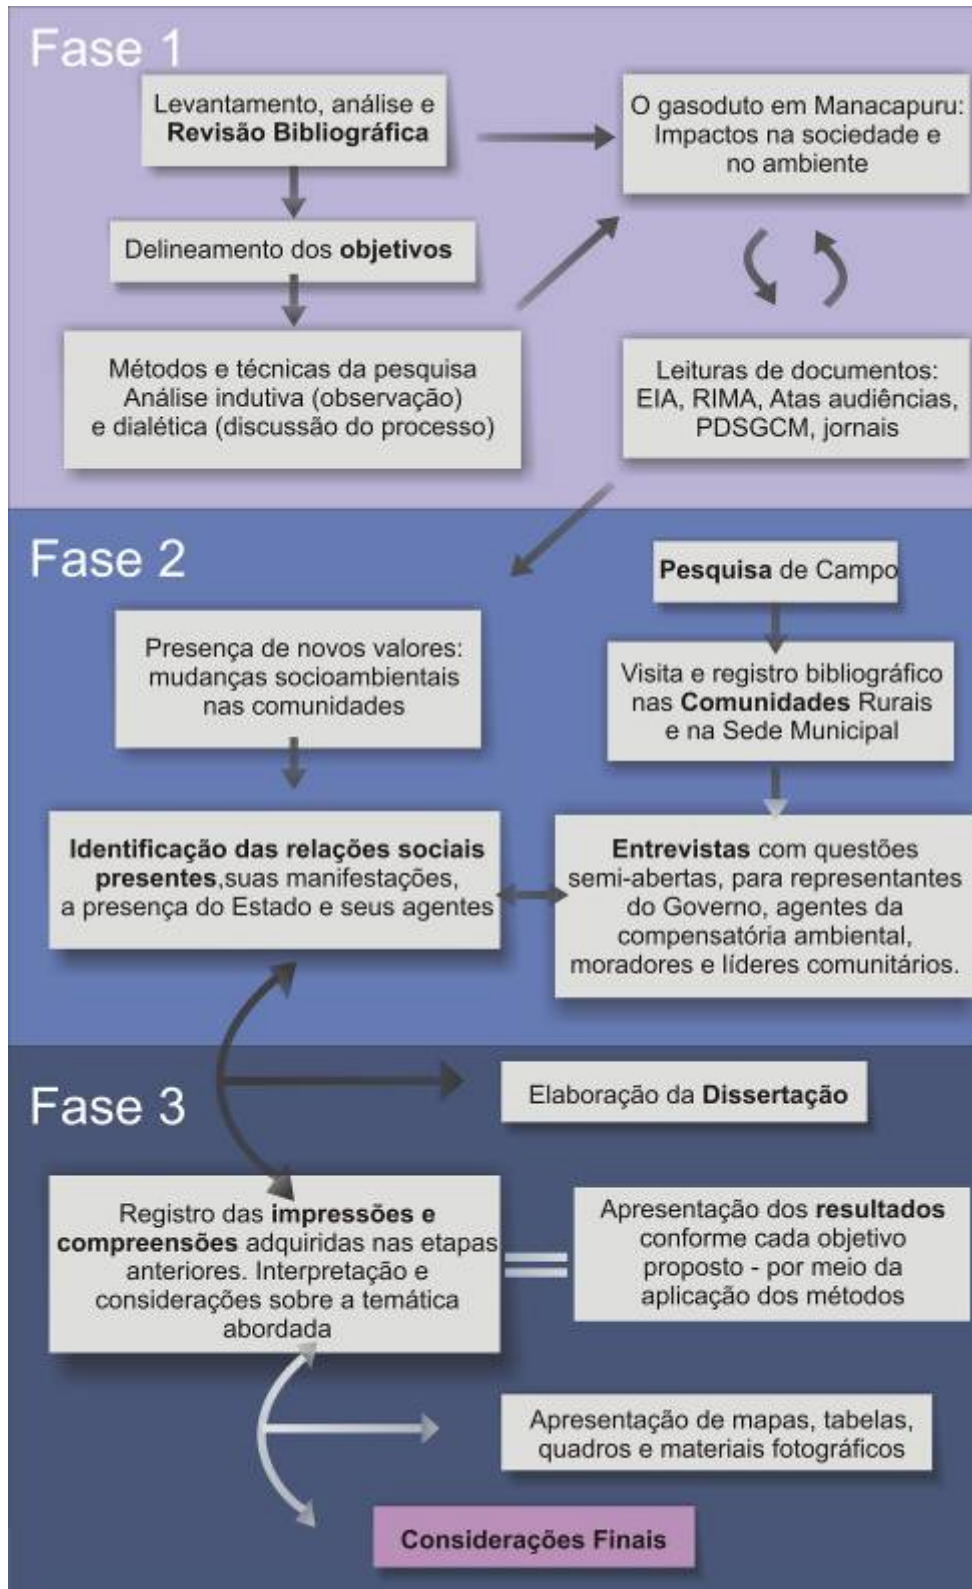 Fase 1
Levantamento, análise e
Revisão Bibliográfica
O gasoduto em Manacapuru:
Impactos na sociedade e
no ambiente
Delineamento dos objetivos
Métodos e técnicas da pesquisa
Análise indutiva (observação)
e dialética (discussão do processo)
Leituras de documentos:
EIA, RIMA, Atas audiências,
PDSGCM, jornais
Fase 2
Pesquisa de Campo
Presença de novos valores:
mudanças socioambientais
nas comunidades
Visita e registro bibliográfico
nas Comunidades Rurais
e na Sede Municipal
Identificação das relações sociais
presentes,suas manifestações,
a presença do Estado e seus agentes
Entrevistas com questões
semi-abertas, para representantes
do Governo, agentes da
compensatória ambiental,
moradores e líderes comunitários.
Fase 3
Elaboração da Dissertação
Registro das impressões e
compreensões adquiridas nas etapas
anteriores. Interpretação e
considerações sobre a temática
abordada
Apresentação dos resultados
conforme cada objetivo
proposto - por meio da
aplicação dos métodos
Apresentação de mapas, tabelas,
quadros e materiais fotográficos
Considerações Finais